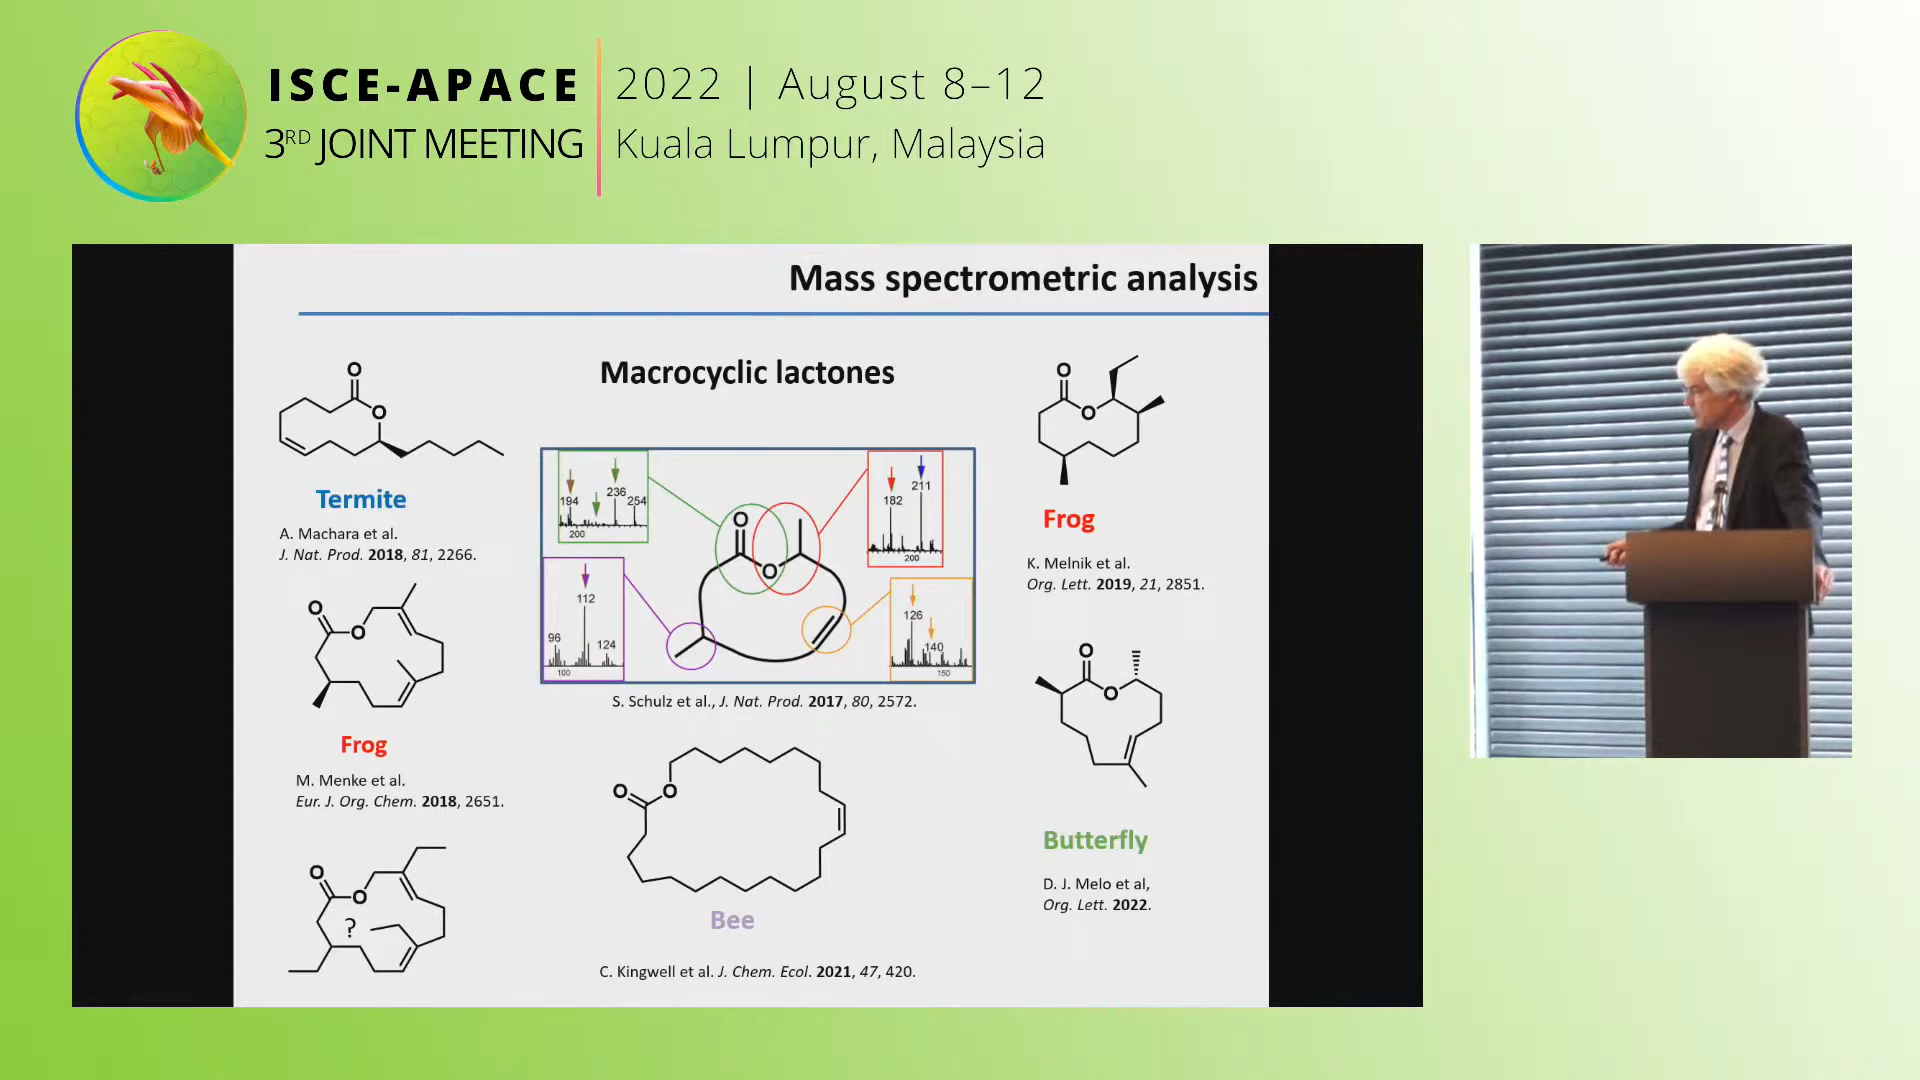 ISCE-APACE
3RD JOINT MEETING
2022 | August 8–12
Kuala Lumpur, Malaysia
Mass spectrometric analysis
Macrocyclic lactones
O
O
Termite
A. Machara et al.
J. Nat. Prod. 2018, 81, 2266.
O
O
Frog
M. Menke et al.
Eur. J. Org. Chem. 2018, 2651.
O
O
?
194
236
254
200
182
211
200
O
O
96
112
124
100
126
140
150
S. Schulz et al., J. Nat. Prod. 2017, 80, 2572.
O
O
Bee
C. Kingwell et al. J. Chem. Ecol. 2021, 47, 420.
O
O
Frog
K. Melnik et al.
Org. Lett. 2019, 21, 2851.
O
O
Butterfly
D. J. Melo et al,
Org. Lett. 2022.